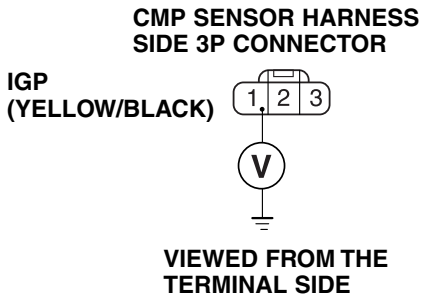 CMP SENSOR HARNESS
SIDE 3P CONNECTOR
IGP
(YELLOW/BLACK)
1 2 3
V
VIEWED FROM THE
TERMINAL SIDE